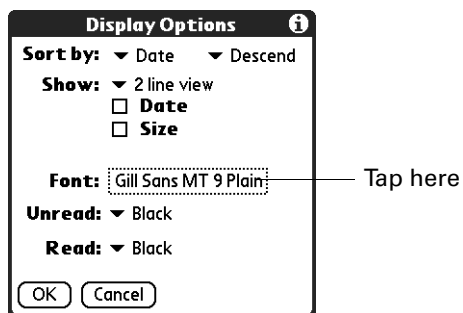 Display Options i
Sort by: Date Descend
Show: 2 line view
Date
Size
Font: Gill Sans MT 9 Plain Tap here
Unread: Black
Read: Black
OK Cancel